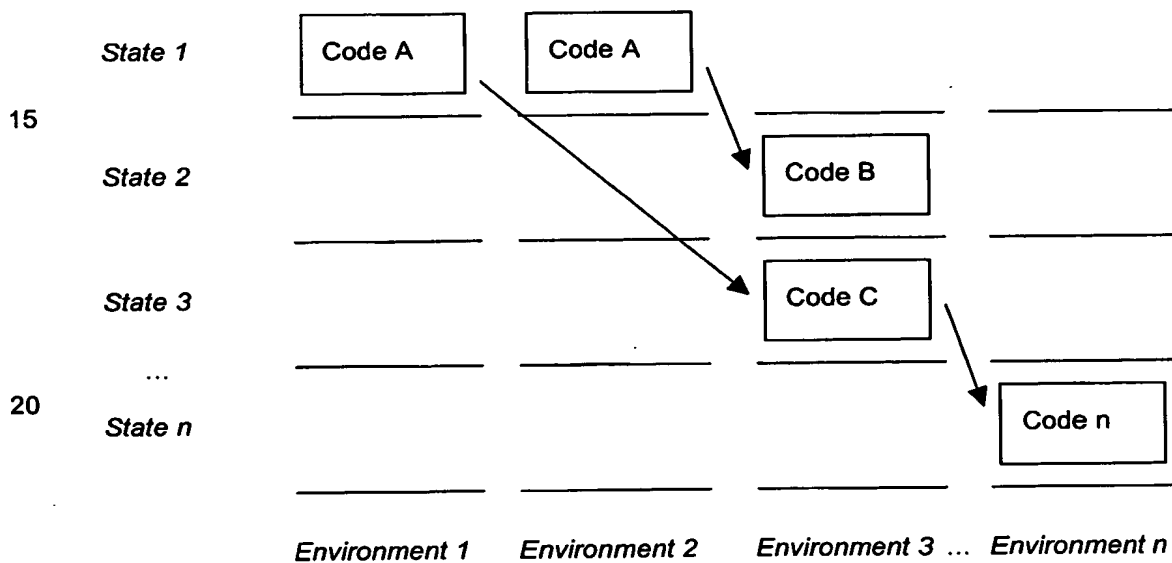 State 1 Code A Code A
15
State 2 Code B
State 3 Code C
...
20
State n Code n
Environment 1 Environment 2 Environment 3 ... Environment n